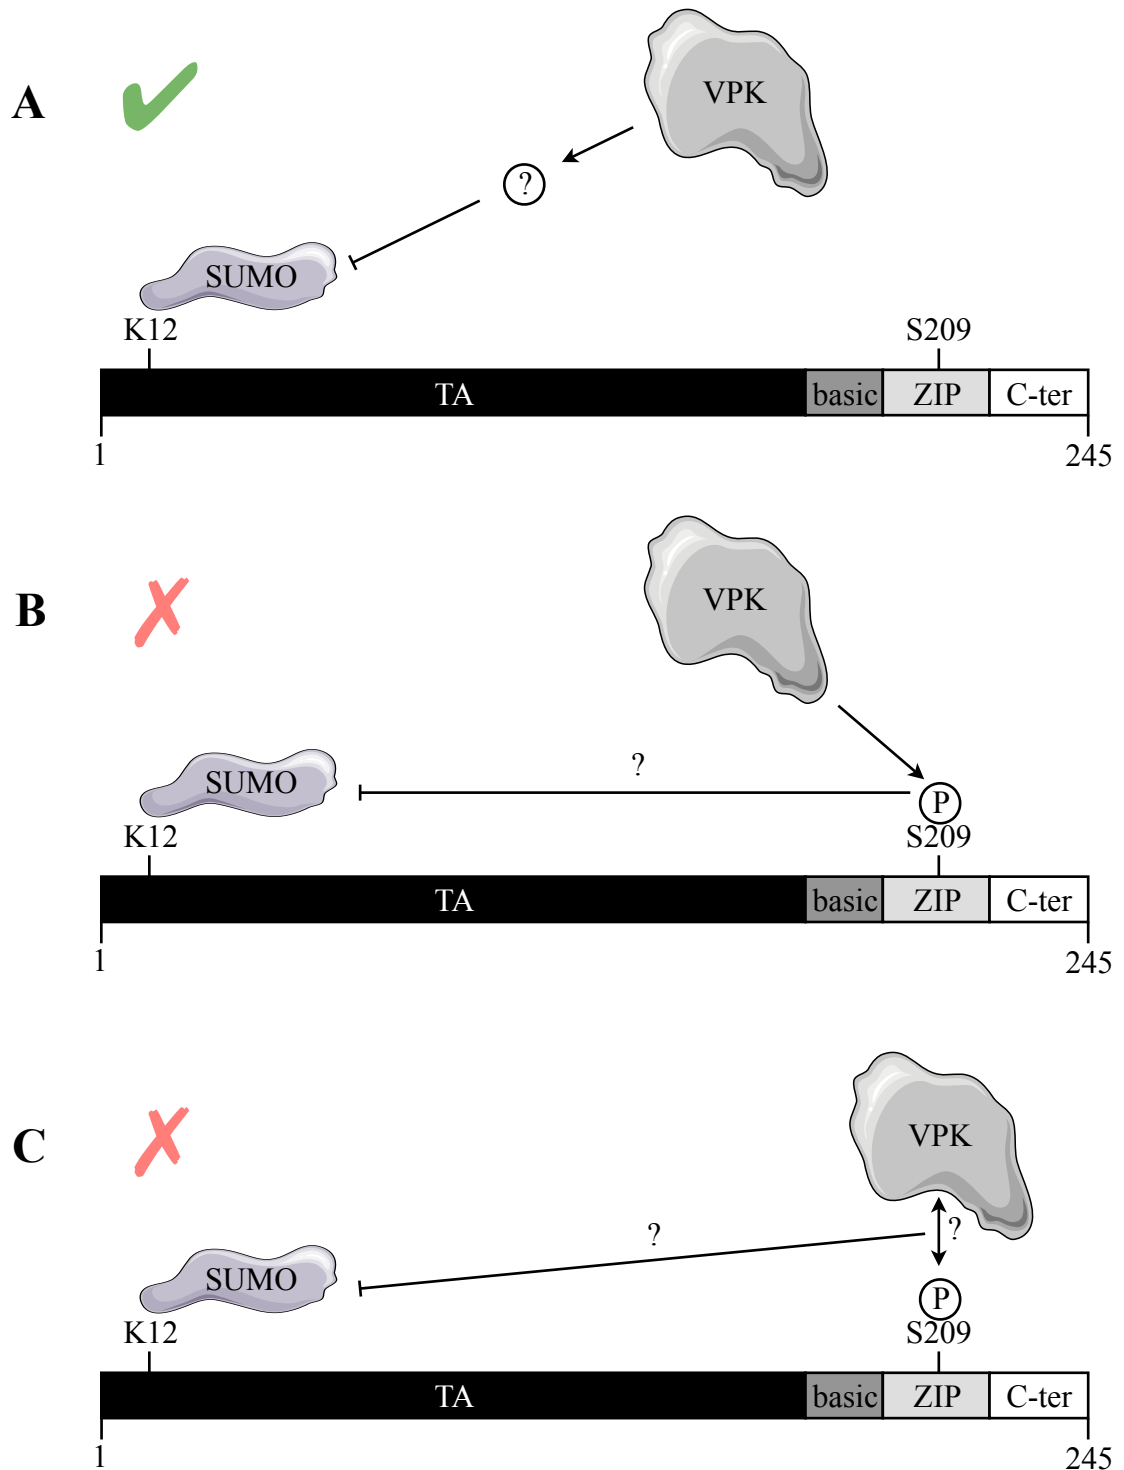 A
VPK
?
SUMO
K12
S209
TA
basic
ZIP
C-ter
1
245
B
VPK
?
SUMO
P
K12
S209
TA
basic
ZIP
C-ter
1
245
C
VPK
?
?
SUMO
P
K12
S209
TA
basic
ZIP
C-ter
1
245